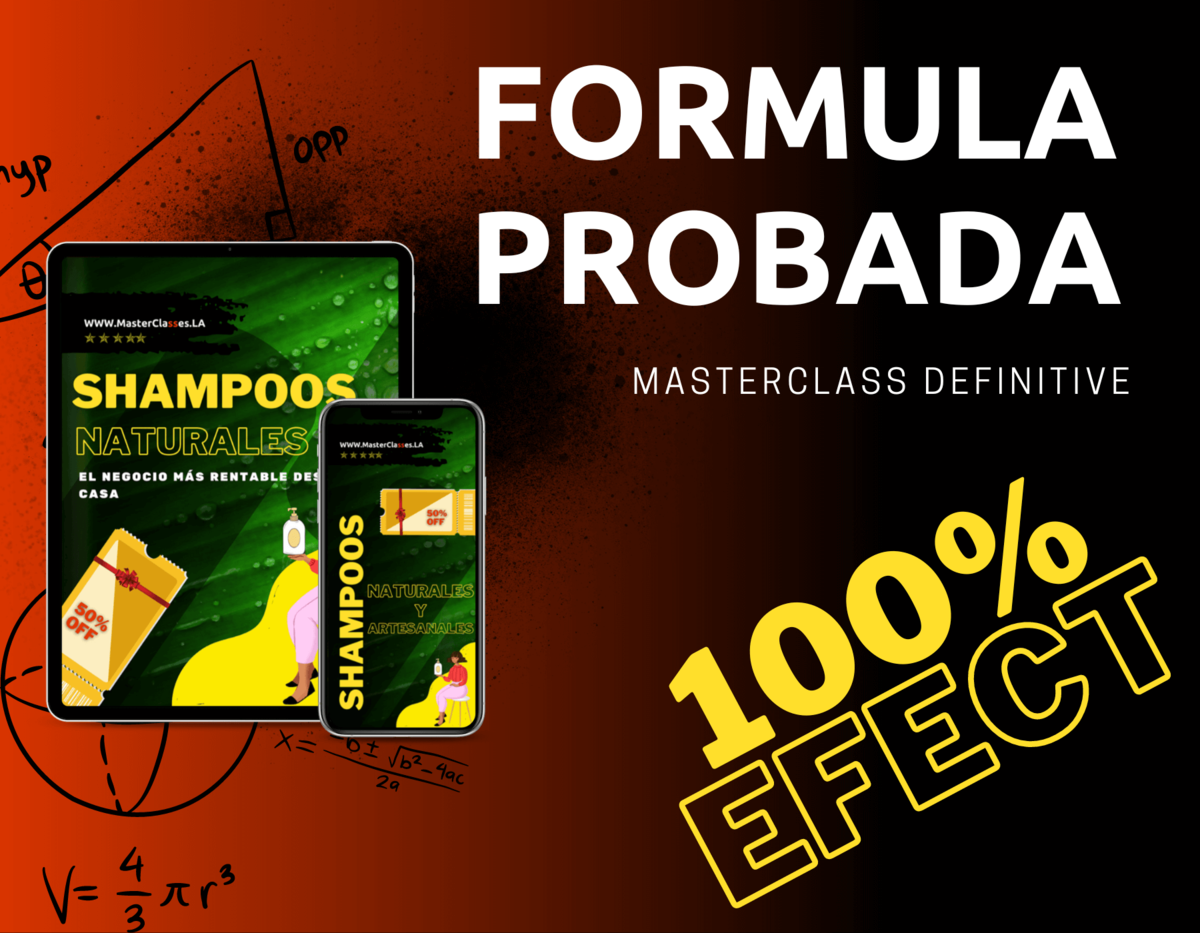 FORMULA
PROBADA
MASTERCLASS DEFINITIVE
100%
EFECT
opp
hyp
θ
WWW.MasterClasses.LA
SHAMPOOS
NATURALES
EL NEGOCIO MÁS RENTABLE DES
CASA
50%
OFF
WWW.MasterClasses.LA
50%
OFF
SHAMPOOS
NATURALES
Y
ARTESANALES
x = -b ± √b²-4ac
2a
V= 4/3 πr³